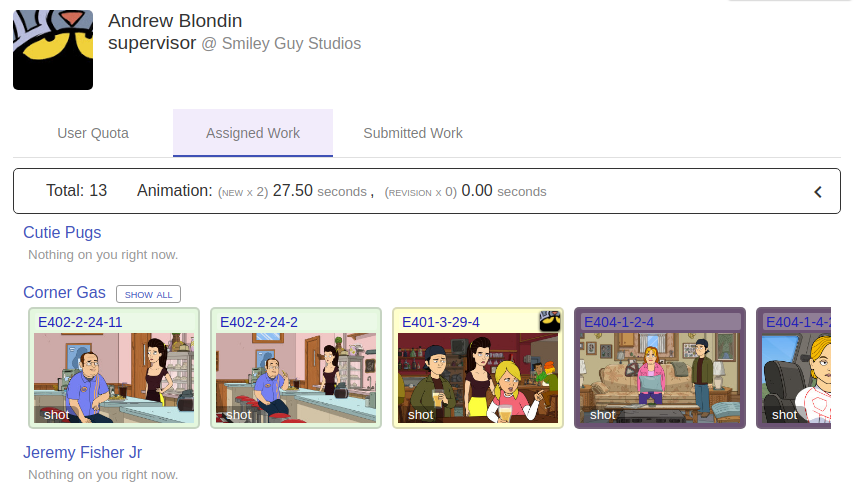 Andrew Blondin
supervisor @ Smiley Guy Studios
User Quota Assigned Work Submitted Work
Total: 13 Animation: (NEW X 2) 27.50 seconds , (REVISION X 0) 0.00 seconds
Cutie Pugs
Nothing on you right now.
Corner Gas SHOW ALL
E402-2-24-11 E402-2-24-2 E401-3-29-4 E404-1-2-4 E404-1-4-2
shot shot shot shot shot
Jeremy Fisher Jr
Nothing on you right now.